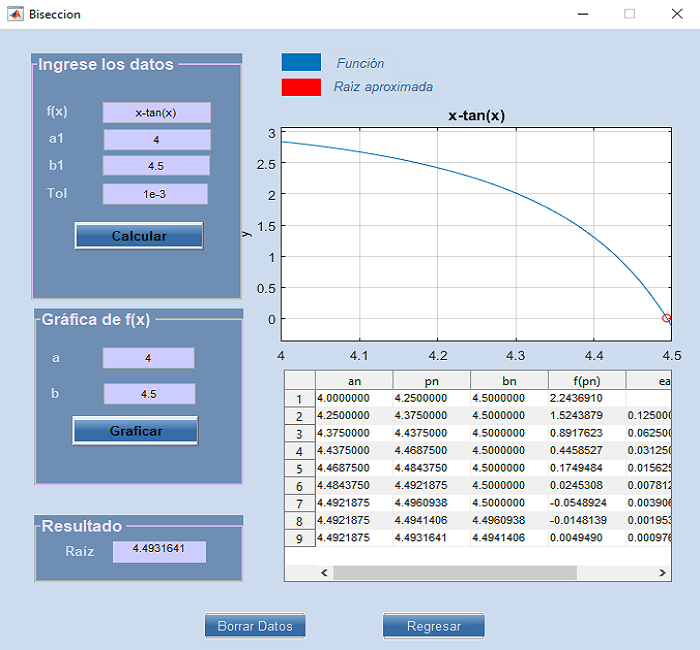 Biseccion
Ingrese los datos
f(x) x-tan(x)
a1 4
b1 4.5
Tol 1e-3
Calcular
Gráfica de f(x)
a 4
b 4.5
Graficar
Resultado
Raíz 4.4931641
Función
Raíz aproximada
x-tan(x)
y
3
2.5
2
1.5
1
0.5
0
4 4.1 4.2 4.3 4.4 4.5
an pn bn f(pn) ea
1 4.0000000 4.2500000 4.5000000 2.2436910
2 4.2500000 4.3750000 4.5000000 1.5243879 0.125000
3 4.3750000 4.4375000 4.5000000 0.8917623 0.062500
4 4.4375000 4.4687500 4.5000000 0.4458527 0.031250
5 4.4687500 4.4843750 4.5000000 0.1749484 0.015625
6 4.4843750 4.4921875 4.5000000 0.0245308 0.007812
7 4.4921875 4.4960938 4.5000000 -0.0548924 0.003906
8 4.4921875 4.4941406 4.4960938 -0.0148139 0.001953
9 4.4921875 4.4931641 4.4941406 0.0049490 0.000976
Borrar Datos Regresar